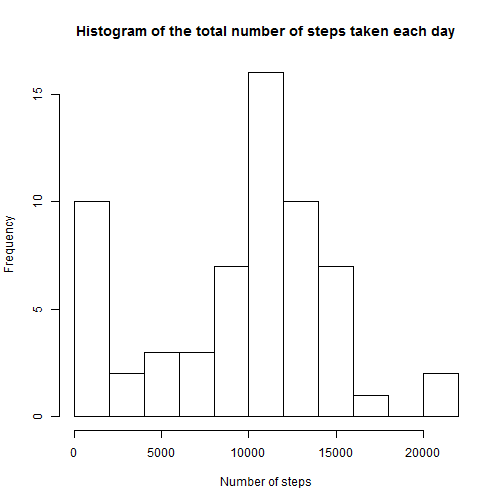 Histogram of the total number of steps taken each day
Frequency
15
10
5
0
0 5000 10000 15000 20000
Number of steps